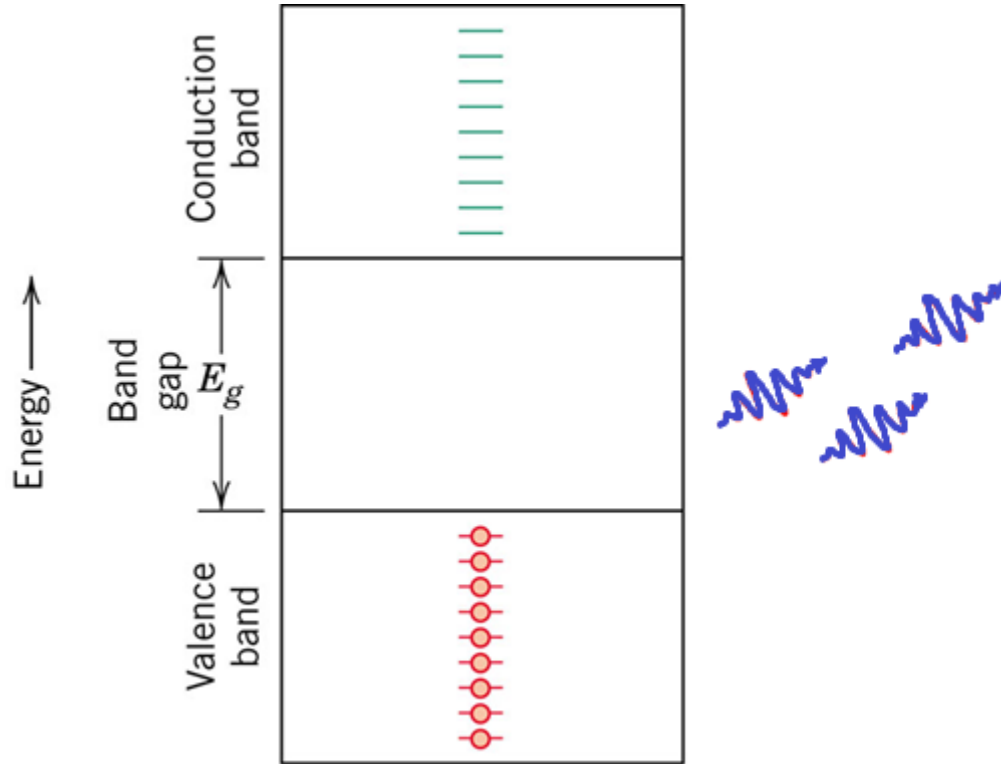 Conduction
band
Energy
Band
gap
E_g
Valence
band